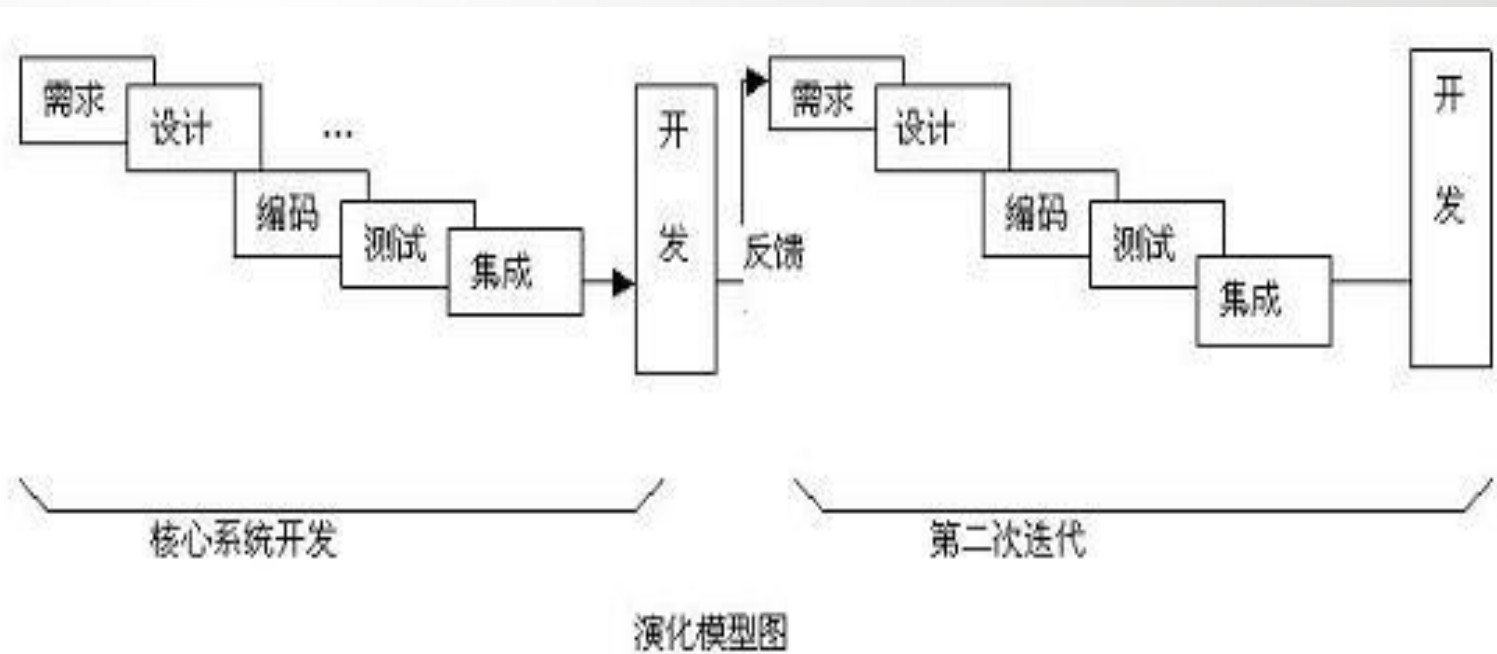 需求
设计
...
编码
测试
集成
开
发
反馈
需求
设计
编码
测试
集成
开
发
核心系统开发
第二次迭代
演化模型图